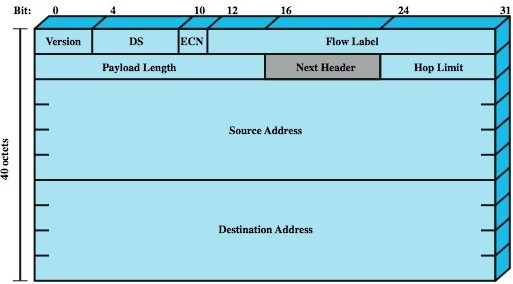 Bit: 0 4 10 12 16 24 31
Version DS ECN Flow Label
Payload Length Next Header Hop Limit
Source Address
Destination Address
40 octets